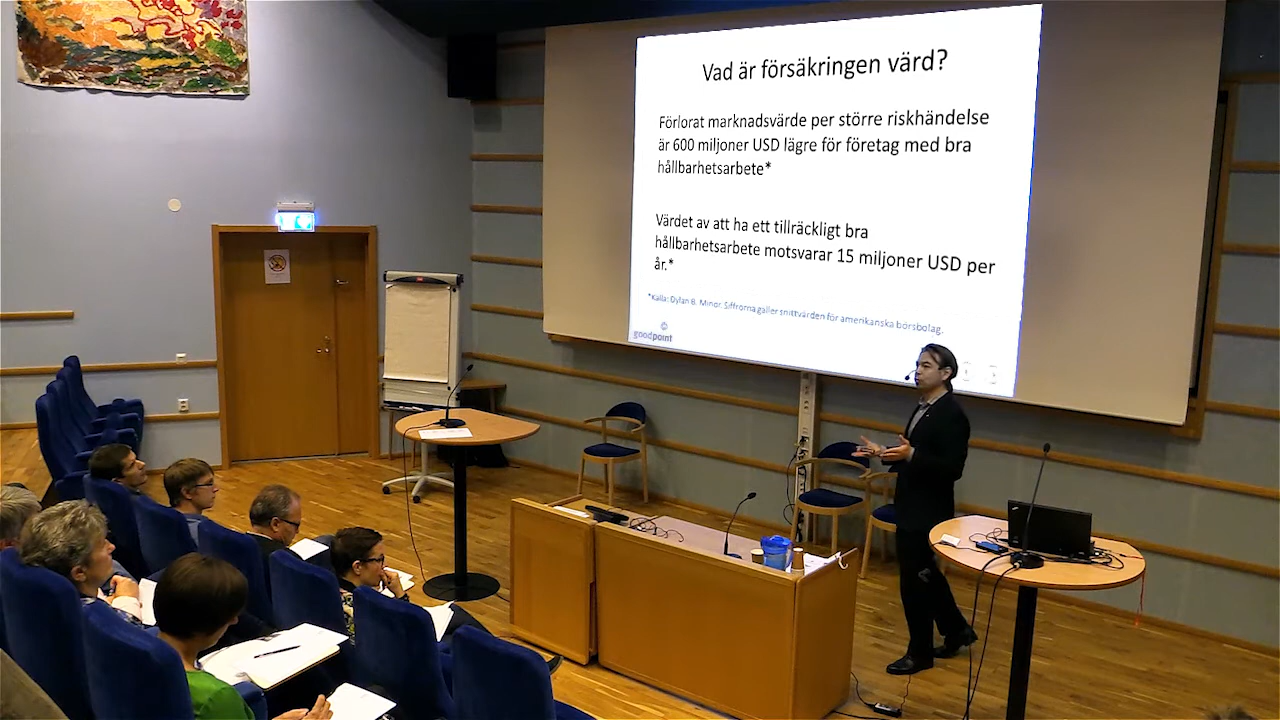 Vad är försäkringen värd?
Förlorat marknadsvärde per större riskhändelse
är 600 miljoner USD lägre för företag med bra
hållbarhetsarbete*
Värdet av att ha ett tillräckligt bra
hållbarhetsarbete motsvarar 15 miljoner USD per
år.*
*Källa: Dylan B. Minor. Siffrorna gäller snittvärden för amerikanska börsbolag.
goodpoint